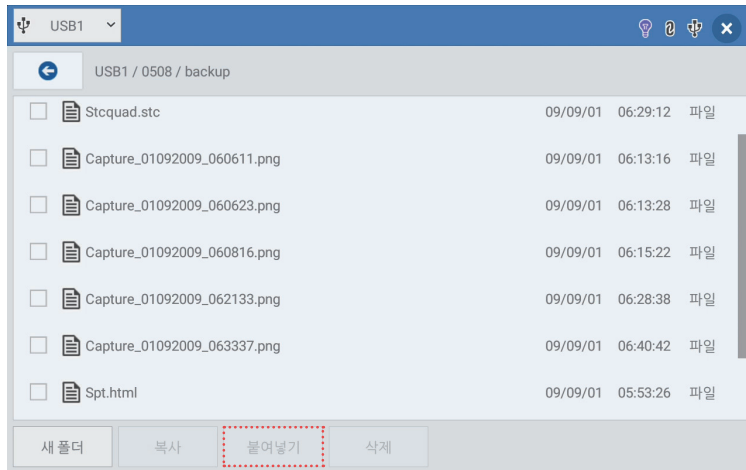 USB1
USB1 / 0508 / backup
Stcquad.stc 09/09/01 06:29:12 파일
Capture_01092009_060611.png 09/09/01 06:13:16 파일
Capture_01092009_060623.png 09/09/01 06:13:28 파일
Capture_01092009_060816.png 09/09/01 06:15:22 파일
Capture_01092009_062133.png 09/09/01 06:28:38 파일
Capture_01092009_063337.png 09/09/01 06:40:42 파일
Spt.html 09/09/01 05:53:26 파일
새 폴더 복사 붙여넣기 삭제